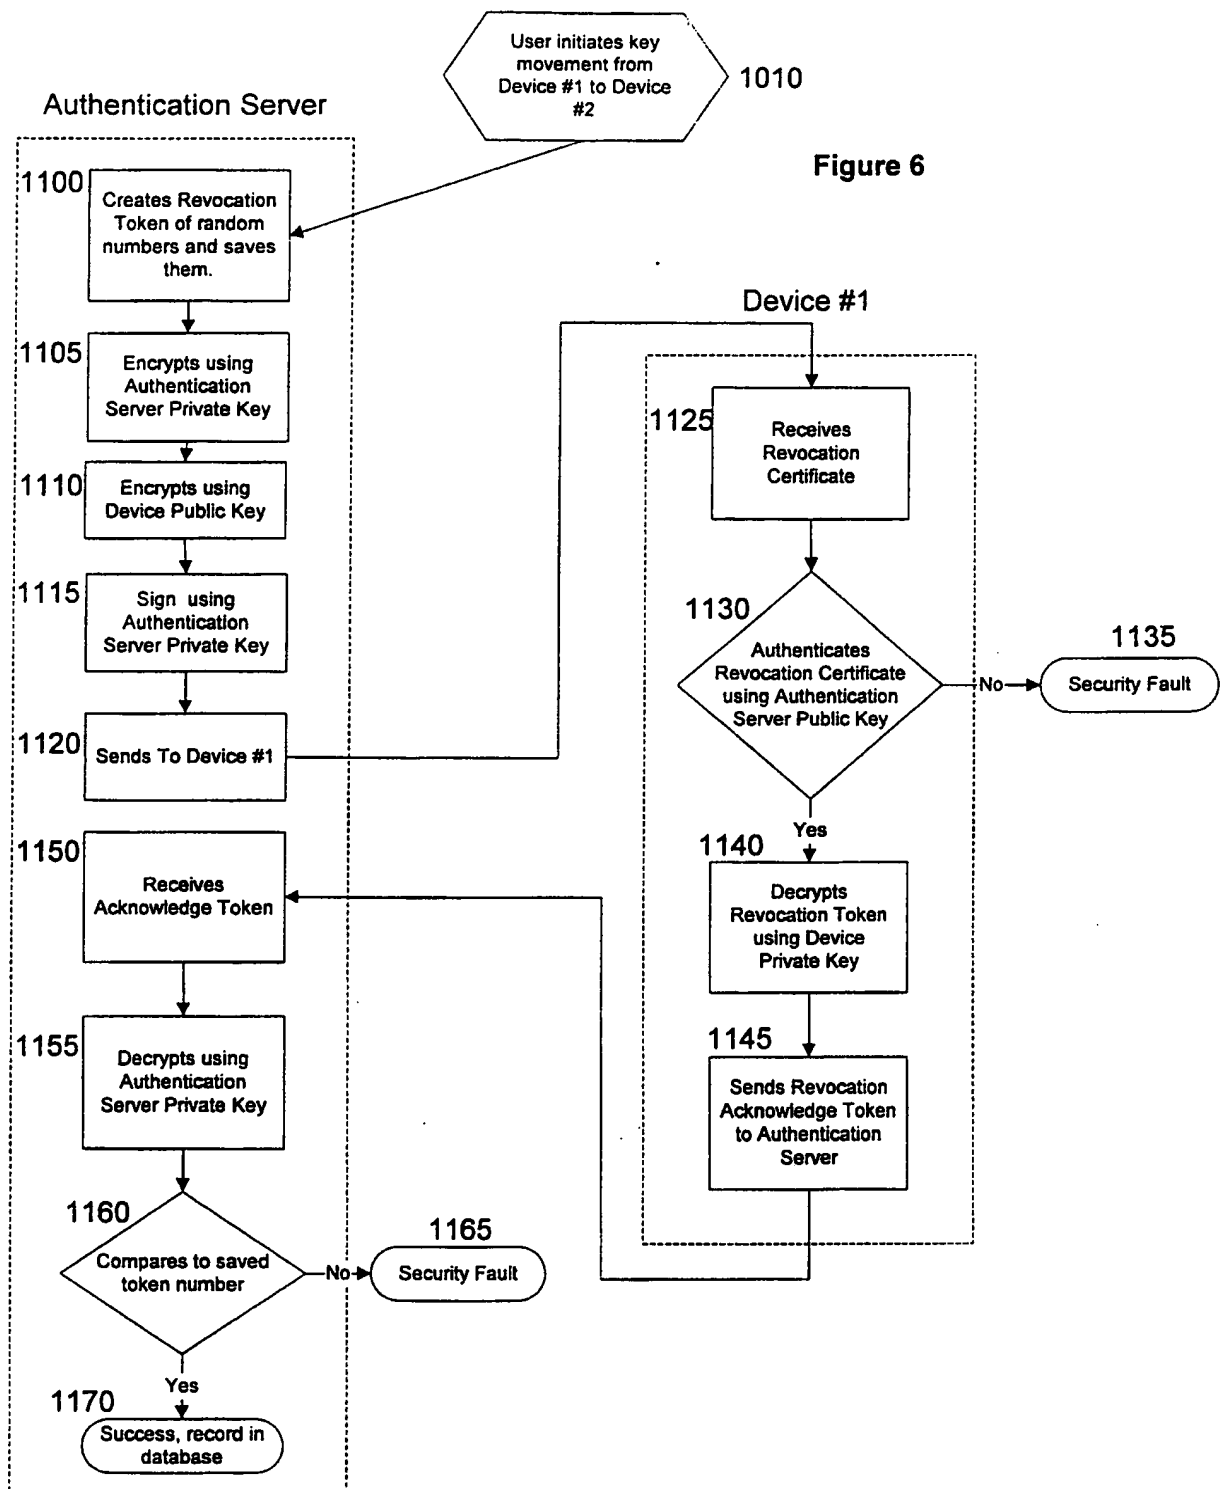 User initiates key
movement from
Device #1 to Device
#2
1010
Authentication Server
Figure 6
1100
Creates Revocation
Token of random
numbers and saves
them.
1105
Encrypts using
Authentication
Server Private Key
1110
Encrypts using
Device Public Key
1115
Sign using
Authentication
Server Private Key
1120
Sends To Device #1
Device #1
1125
Receives
Revocation
Certificate
1130
Authenticates
Revocation Certificate
using Authentication
Server Public Key
No
1135
Security Fault
Yes
1140
Decrypts
Revocation Token
using Device
Private Key
1145
Sends Revocation
Acknowledge Token
to Authentication
Server
1150
Receives
Acknowledge Token
1155
Decrypts using
Authentication
Server Private Key
1160
Compares to saved
token number
No
1165
Security Fault
Yes
1170
Success, record in
database